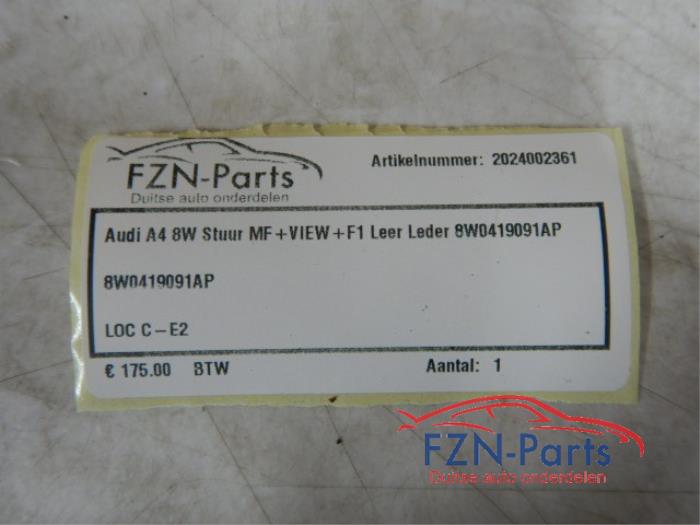 FZN-Parts
Duitse auto onderdelen
Artikelnummer: 2024002361
Audi A4 8W Stuur MF+VIEW+F1 Leer Leder 8W0419091AP
8W0419091AP
LOC C-E2
€ 175.00 BTW Aantal: 1
FZN-Parts
Duitse auto onderdelen